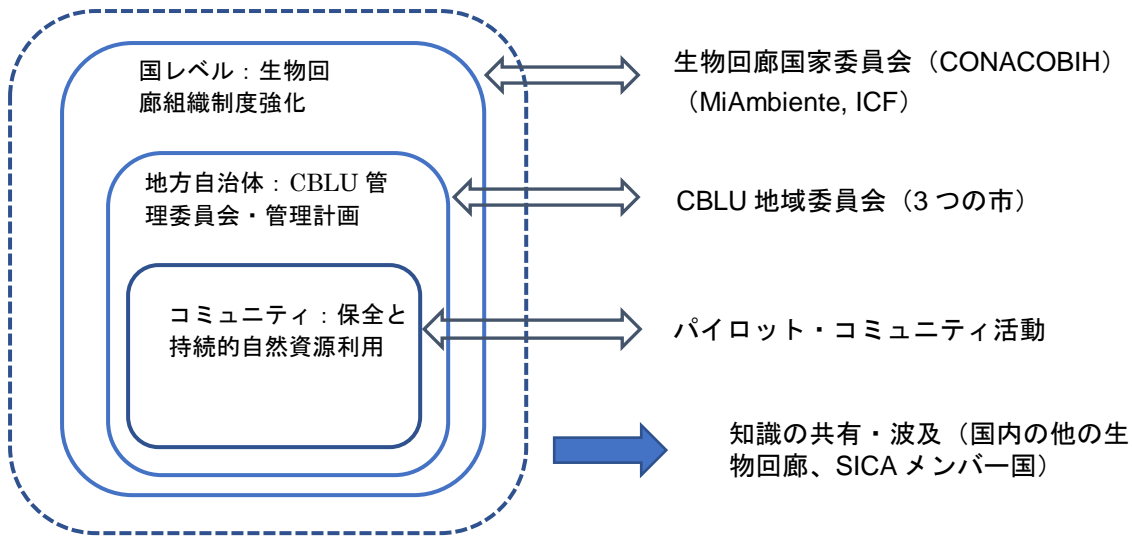 国レベル：生物回
廊組織制度強化
生物回廊国家委員会（CONACOBIH）
（MiAmbiente, ICF）
地方自治体：CBLU 管
理委員会・管理計画
CBLU 地域委員会（3 つの市）
コミュニティ：保全と
持続的自然資源利用
パイロット・コミュニティ活動
知識の共有・波及（国内の他の生
物回廊、SICA メンバー国）